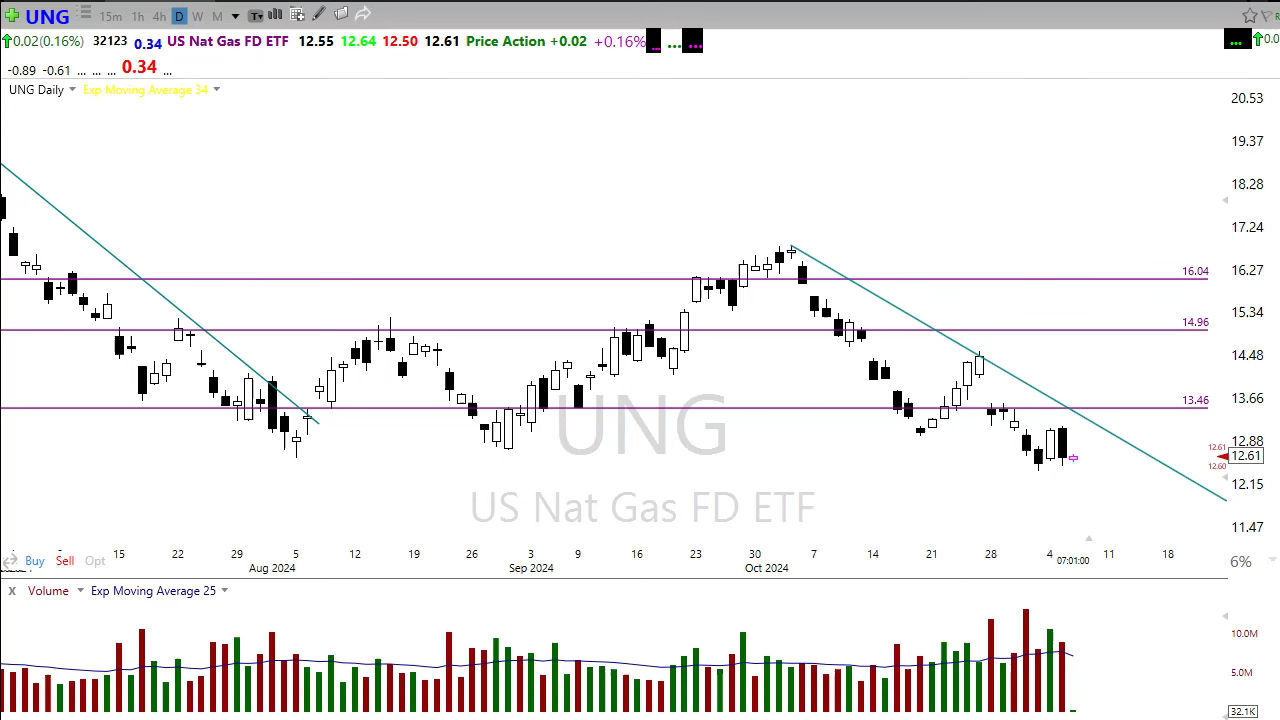 UNG 15m 1h 4h D W M T
0.02(0.16%) 32123 0.34 US Nat Gas FD ETF 12.55 12.64 12.50 12.61 Price Action +0.02 +0.16% ... ... ... ... 0.0
-0.89 -0.61 ... ... ... 0.34 ...
UNG Daily Exp Moving Average 34
20.53
19.37
18.28
17.24
16.04 16.27
15.34
14.96
14.48
13.66
13.46
12.88
12.61 12.61
12.60
12.15
11.47
UNG
US Nat Gas FD ETF
15 22 29 5 12 19 26 3 9 16 23 30 7 14 21 28 4 11 18
07:01:00
Buy Sell Opt 6%
Aug 2024 Sep 2024 Oct 2024
X Volume Exp Moving Average 25
10.0M
5.0M
32.1K